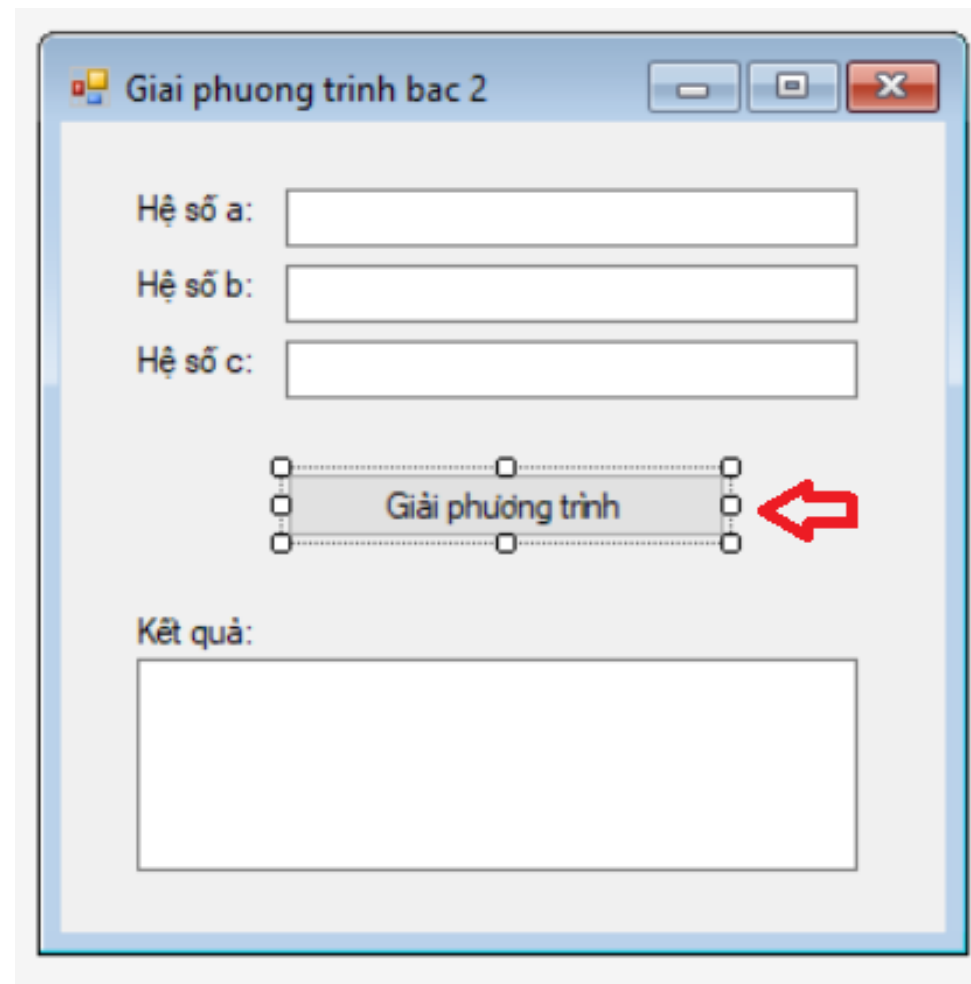 Giai phuong trinh bac 2
Hệ số a:
Hệ số b:
Hệ số c:
Giải phương trình
Kết quả: